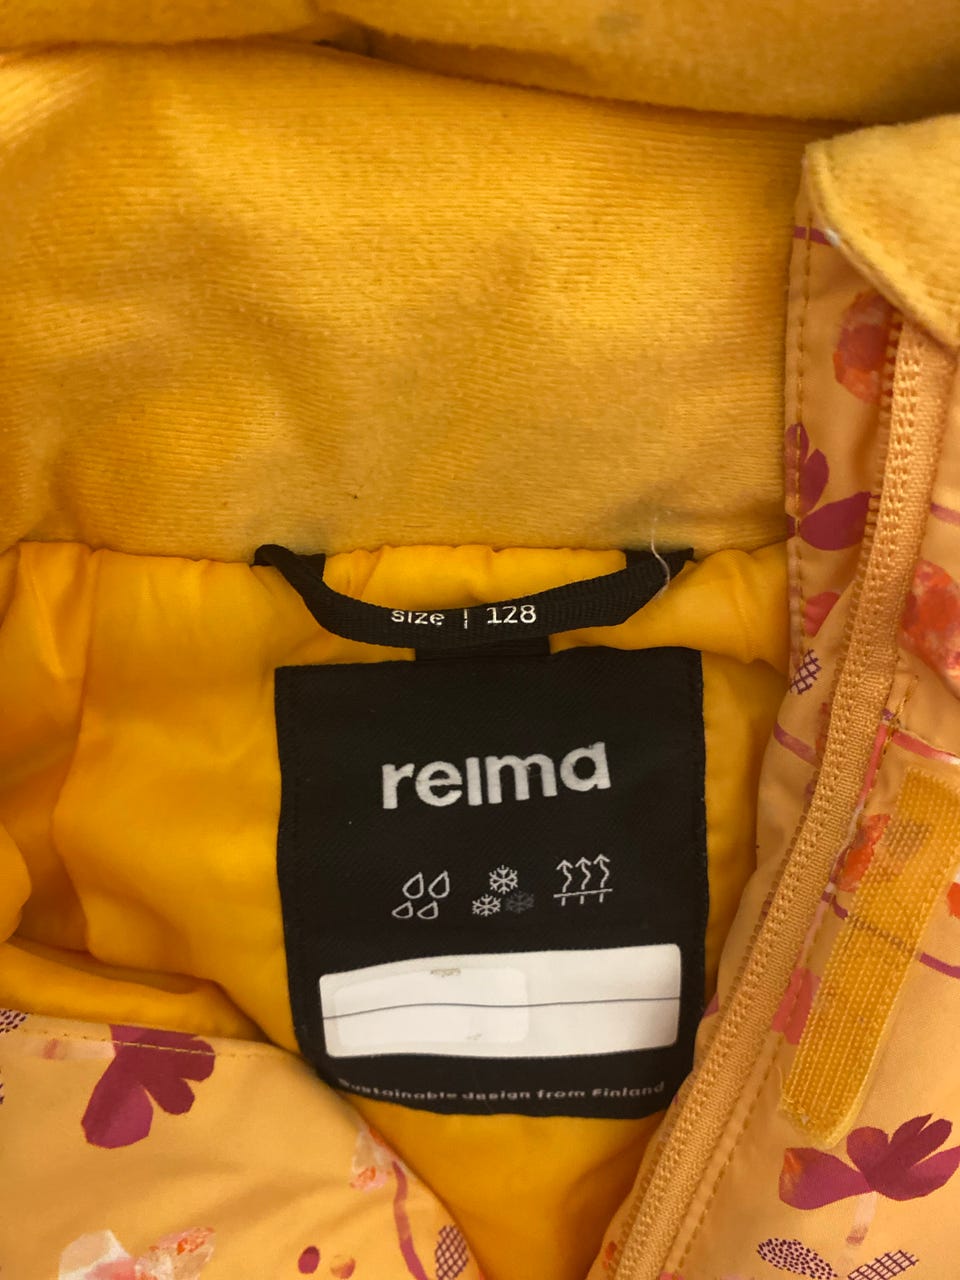 size | 128
reima
Sustainable design from Finland